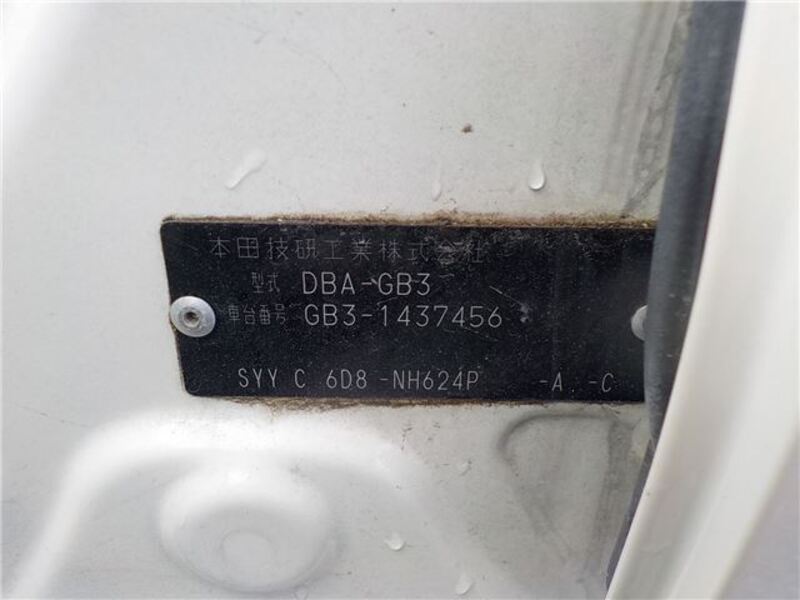 本田技研工業株式会社
型式 DBA-GB3
車台番号 GB3-1437456
SYY C 6D8 -NH624P -A -C